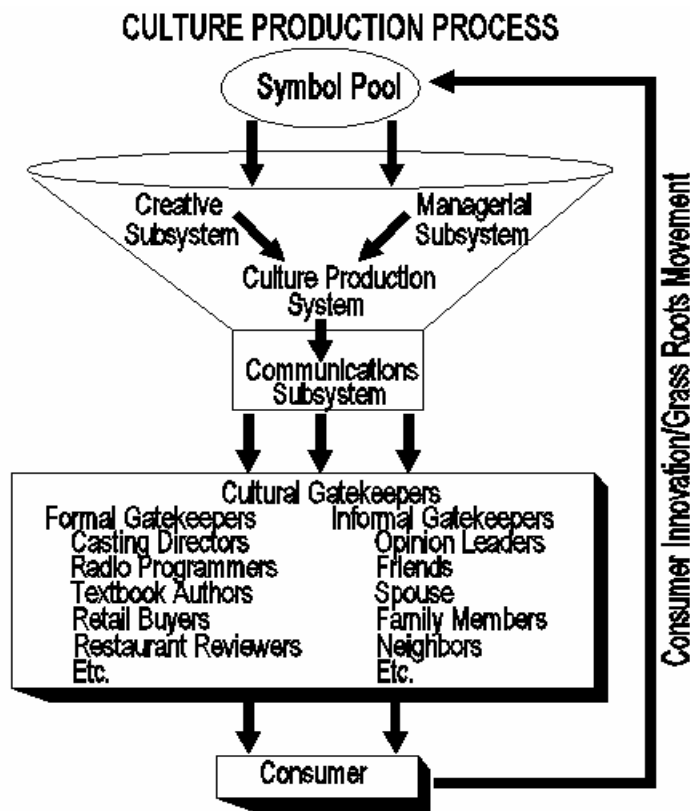 CULTURE PRODUCTION PROCESS
Symbol Pool
Creative
Subsystem
Managerial
Subsystem
Culture Production
System
Communications
Subsystem
Cultural Gatekeepers
Formal Gatekeepers
Casting Directors
Radio Programmers
Textbook Authors
Retail Buyers
Restaurant Reviewers
Etc.
Informal Gatekeepers
Opinion Leaders
Friends
Spouse
Family Members
Neighbors
Etc.
Consumer
Consumer Innovation/Grass Roots Movement